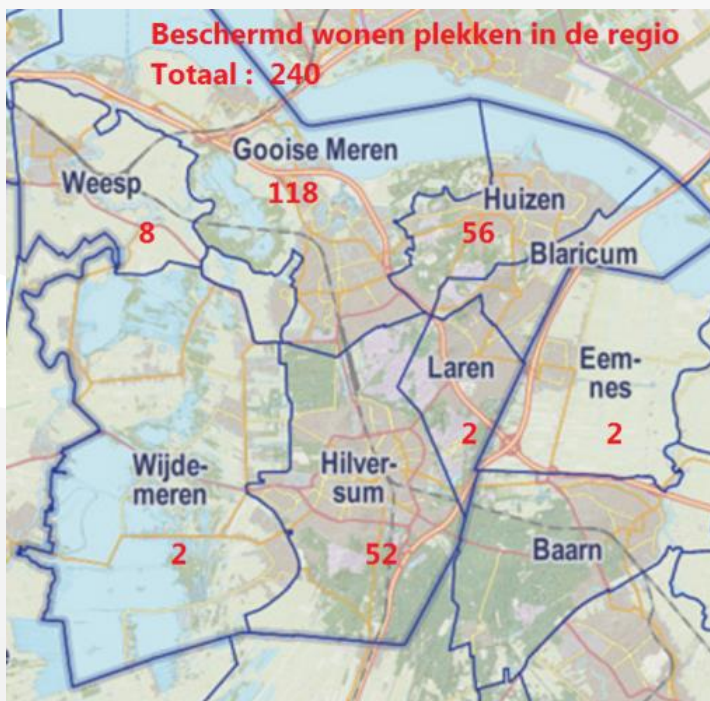 Beschermd wonen plekken in de regio
Totaal : 240
Gooise Meren
118
Weesp
8
Huizen
56
Blaricum
Laren
2
Eem-
nes
2
Wijde-
meren
2
Hilver-
sum
52
Baarn